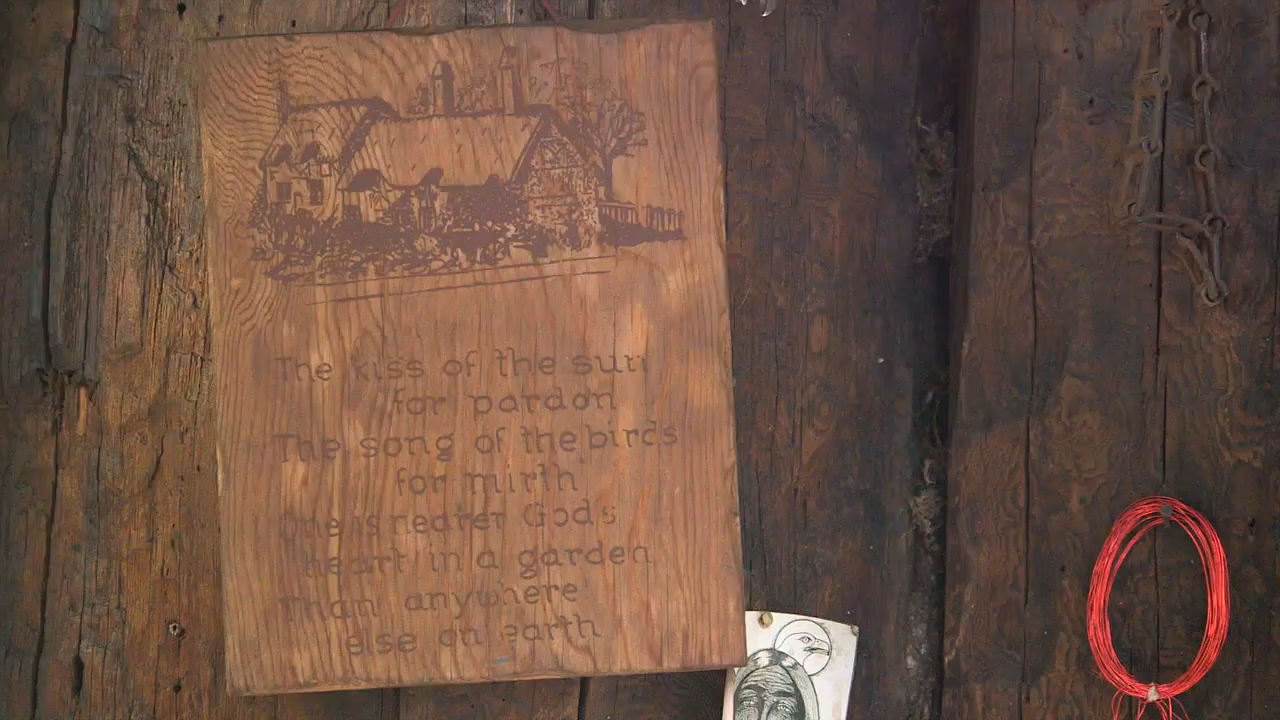 The kiss of the sun
for pardon
The song of the birds
for mirth
One is nearer Gods
heart in a garden
Than anywhere
else on earth